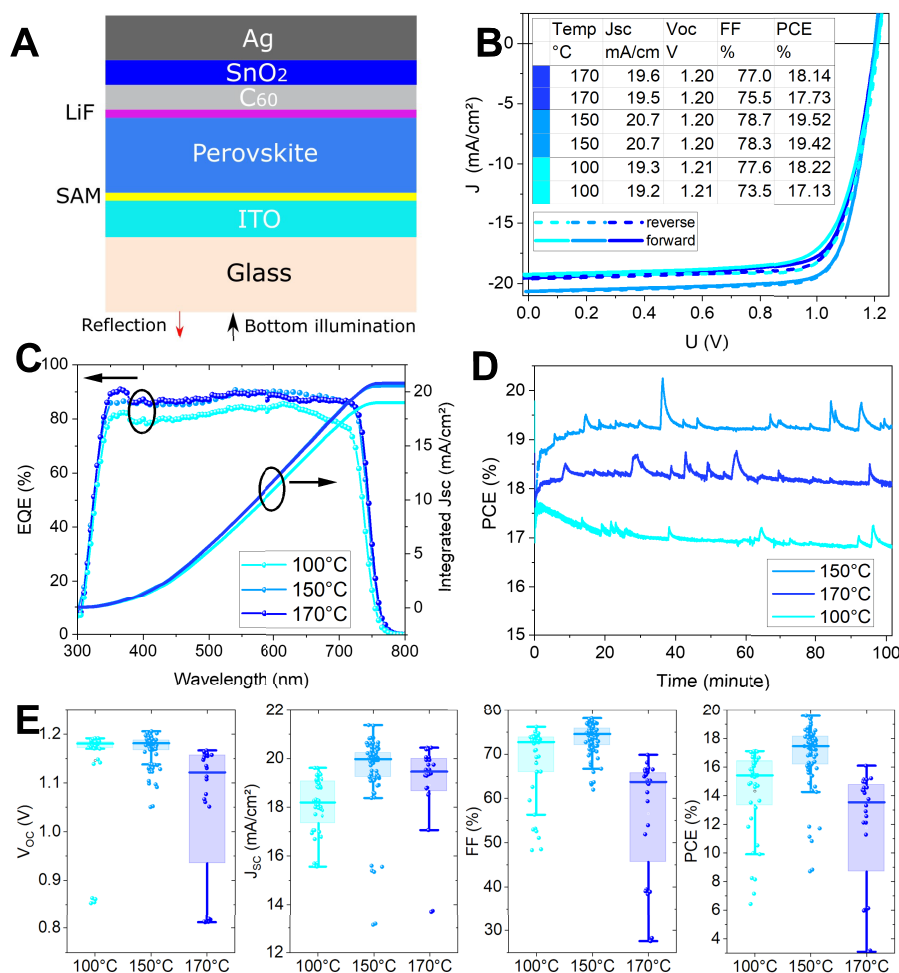 A
Ag
SnO₂
C₆₀
LiF
Perovskite
SAM
ITO
Glass
Reflection
Bottom illumination
B
Temp Jsc Voc FF PCE
°C mA/cm V % %
170 19.6 1.20 77.0 18.14
170 19.5 1.20 75.5 17.73
150 20.7 1.20 78.7 19.52
150 20.7 1.20 78.3 19.42
100 19.3 1.21 77.6 18.22
100 19.2 1.21 73.5 17.13
reverse
forward
J (mA/cm²)
0
-5
-10
-15
-20
0.0 0.2 0.4 0.6 0.8 1.0 1.2
U (V)
C
EQE (%)
100
90
80
70
60
50
40
30
20
10
0
300 400 500 600 700 800
Wavelength (nm)
Integrated Jsc (mA/cm²)
20
15
10
5
0
100°C
150°C
170°C
D
PCE (%)
20
19
18
17
16
15
0 20 40 60 80 100
Time (minute)
150°C
170°C
100°C
E
V_OC (V)
1.2
1.1
1.0
0.9
0.8
100°C 150°C 170°C
J_SC (mA/cm²)
22
20
18
16
14
12
100°C 150°C 170°C
FF (%)
80
70
60
50
40
30
100°C 150°C 170°C
PCE (%)
20
18
16
14
12
10
8
6
4
100°C 150°C 170°C